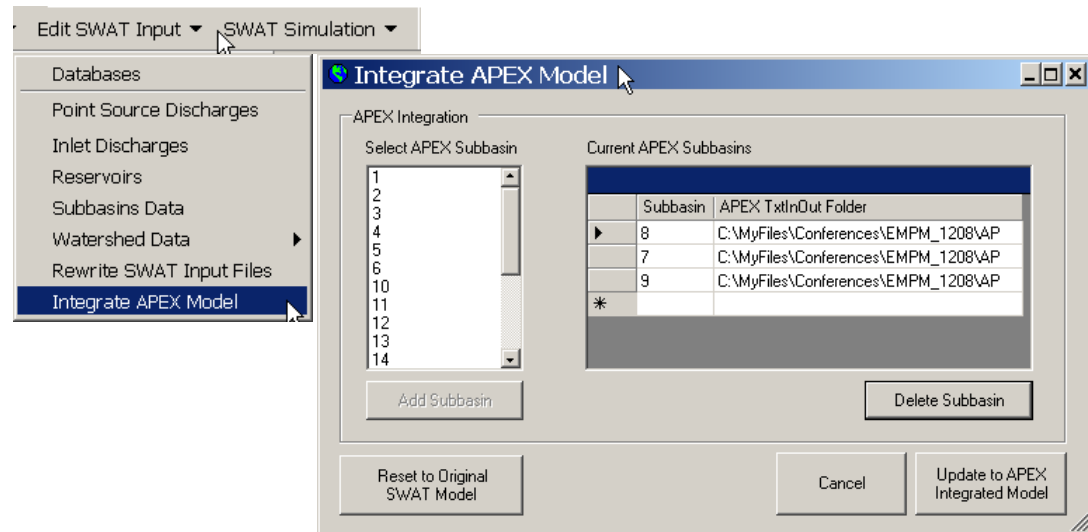 Edit SWAT Input SWAT Simulation
Databases
Point Source Discharges
Inlet Discharges
Reservoirs
Subbasins Data
Watershed Data
Rewrite SWAT Input Files
Integrate APEX Model
Integrate APEX Model
APEX Integration
Select APEX Subbasin
1
2
3
4
5
6
10
11
12
13
14
Add Subbasin
Current APEX Subbasins
Subbasin APEX TxtInOut Folder
8 C:\MyFiles\Conferences\EMPM_1208\AP
7 C:\MyFiles\Conferences\EMPM_1208\AP
9 C:\MyFiles\Conferences\EMPM_1208\AP
Delete Subbasin
Reset to Original
SWAT Model
Cancel
Update to APEX
Integrated Model